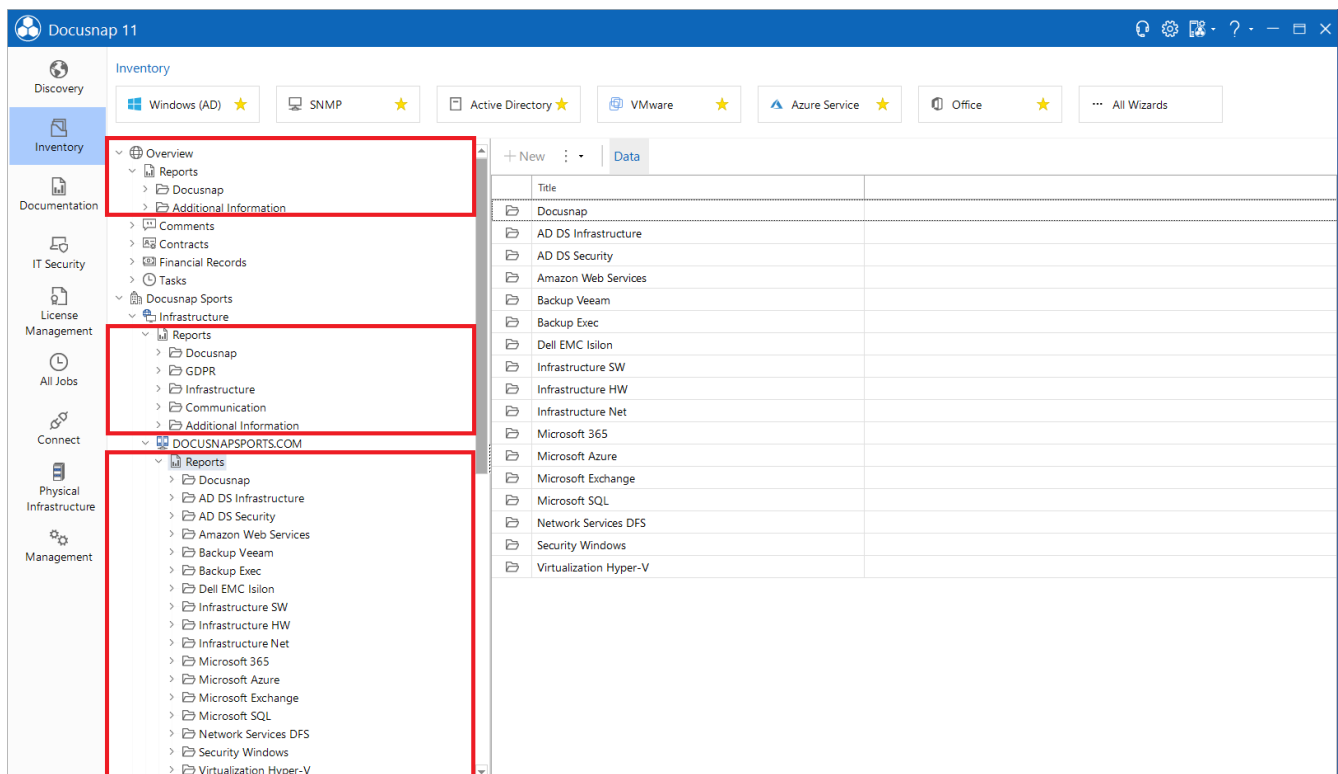 Docusnap 11
?
Discovery
Inventory
Documentation
IT Security
License
Management
All Jobs
Connect
Physical
Infrastructure
Management
Inventory
Windows (AD)
SNMP
Active Directory
VMware
Azure Service
Office
All Wizards
Overview
Reports
Docusnap
Additional Information
Comments
Contracts
Financial Records
Tasks
Docusnap Sports
Infrastructure
Reports
Docusnap
GDPR
Infrastructure
Communication
Additional Information
DOCUSNAPSPORTS.COM
Reports
Docusnap
AD DS Infrastructure
AD DS Security
Amazon Web Services
Backup Veeam
Backup Exec
Dell EMC Isilon
Infrastructure SW
Infrastructure HW
Infrastructure Net
Microsoft 365
Microsoft Azure
Microsoft Exchange
Microsoft SQL
Network Services DFS
Security Windows
Virtualization Hyper-V
New
Data
Title
Docusnap
AD DS Infrastructure
AD DS Security
Amazon Web Services
Backup Veeam
Backup Exec
Dell EMC Isilon
Infrastructure SW
Infrastructure HW
Infrastructure Net
Microsoft 365
Microsoft Azure
Microsoft Exchange
Microsoft SQL
Network Services DFS
Security Windows
Virtualization Hyper-V